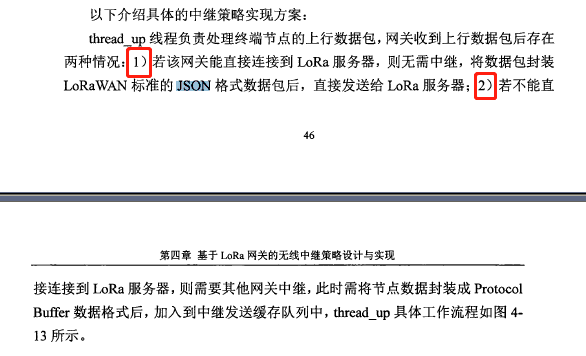 以下介绍具体的中继策略实现方案：
thread_up 线程负责处理终端节点的上行数据包，网关收到上行数据包后存在
两种情况：1）若该网关能直接连接到 LoRa 服务器，则无需中继，将数据包封装
LoRaWAN 标准的 JSON 格式数据包后，直接发送给 LoRa 服务器；2）若不能直
46
第四章 基于 LoRa 网关的无线中继策略设计与实现
接连接到 LoRa 服务器，则需要其他网关中继，此时需将节点数据封装成 Protocol
Buffer 数据格式后，加入到中继发送缓存队列中，thread_up 具体工作流程如图 4-
13 所示。